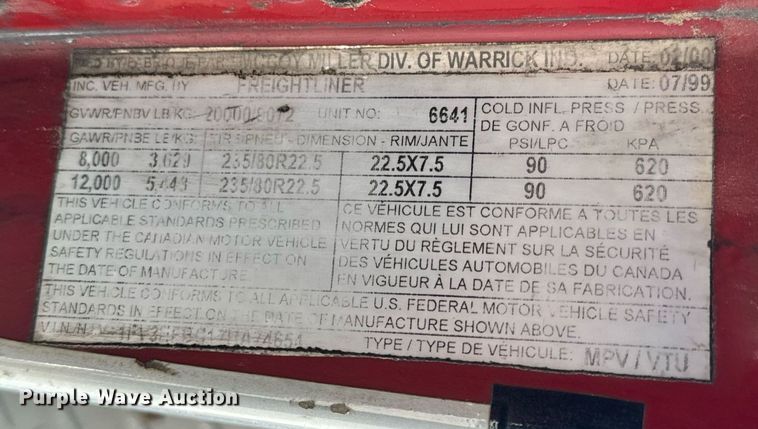 McCOY MILLER DIV. OF WARRICK IND. DATE:
INC. VEH. MFG. BY FREIGHTLINER DATE: 07/99
GVWR/PNBV LB/KG: UNIT NO: 6641
COLD INFL. PRESS / PRESS.
DE GONF. A FROID
GAWR/PNBE LB/KG: - DIMENSION - RIM/JANTE PSI/LPC KPA
8,000 3,629 235/80R22.5 22.5X7.5 90 620
12,000 5,443 235/80R22.5 22.5X7.5 90 620
THIS VEHICLE CONFORMS TO ALL
APPLICABLE STANDARDS PRESCRIBED
UNDER THE CANADIAN MOTOR VEHICLE
SAFETY REGULATIONS IN EFFECT ON
THE DATE OF MANUFACTURE
CE VÉHICULE EST CONFORME A TOUTES LES
NORMES QUI LUI SONT APPLICABLES EN
VERTU DU RÈGLEMENT SUR LA SÉCURITÉ
DES VÉHICULES AUTOMOBILES DU CANADA
EN VIGUEUR À LA DATE DE SA FABRICATION.
THIS VEHICLE CONFORMS TO ALL APPLICABLE U.S. FEDERAL MOTOR VEHICLE SAFETY
STANDARDS IN EFFECT ON THE DATE OF MANUFACTURE SHOWN ABOVE.
TYPE / TYPE DE VÉHICULE: MPV / VTU
Purple Wave Auction
Purple Wave Auction